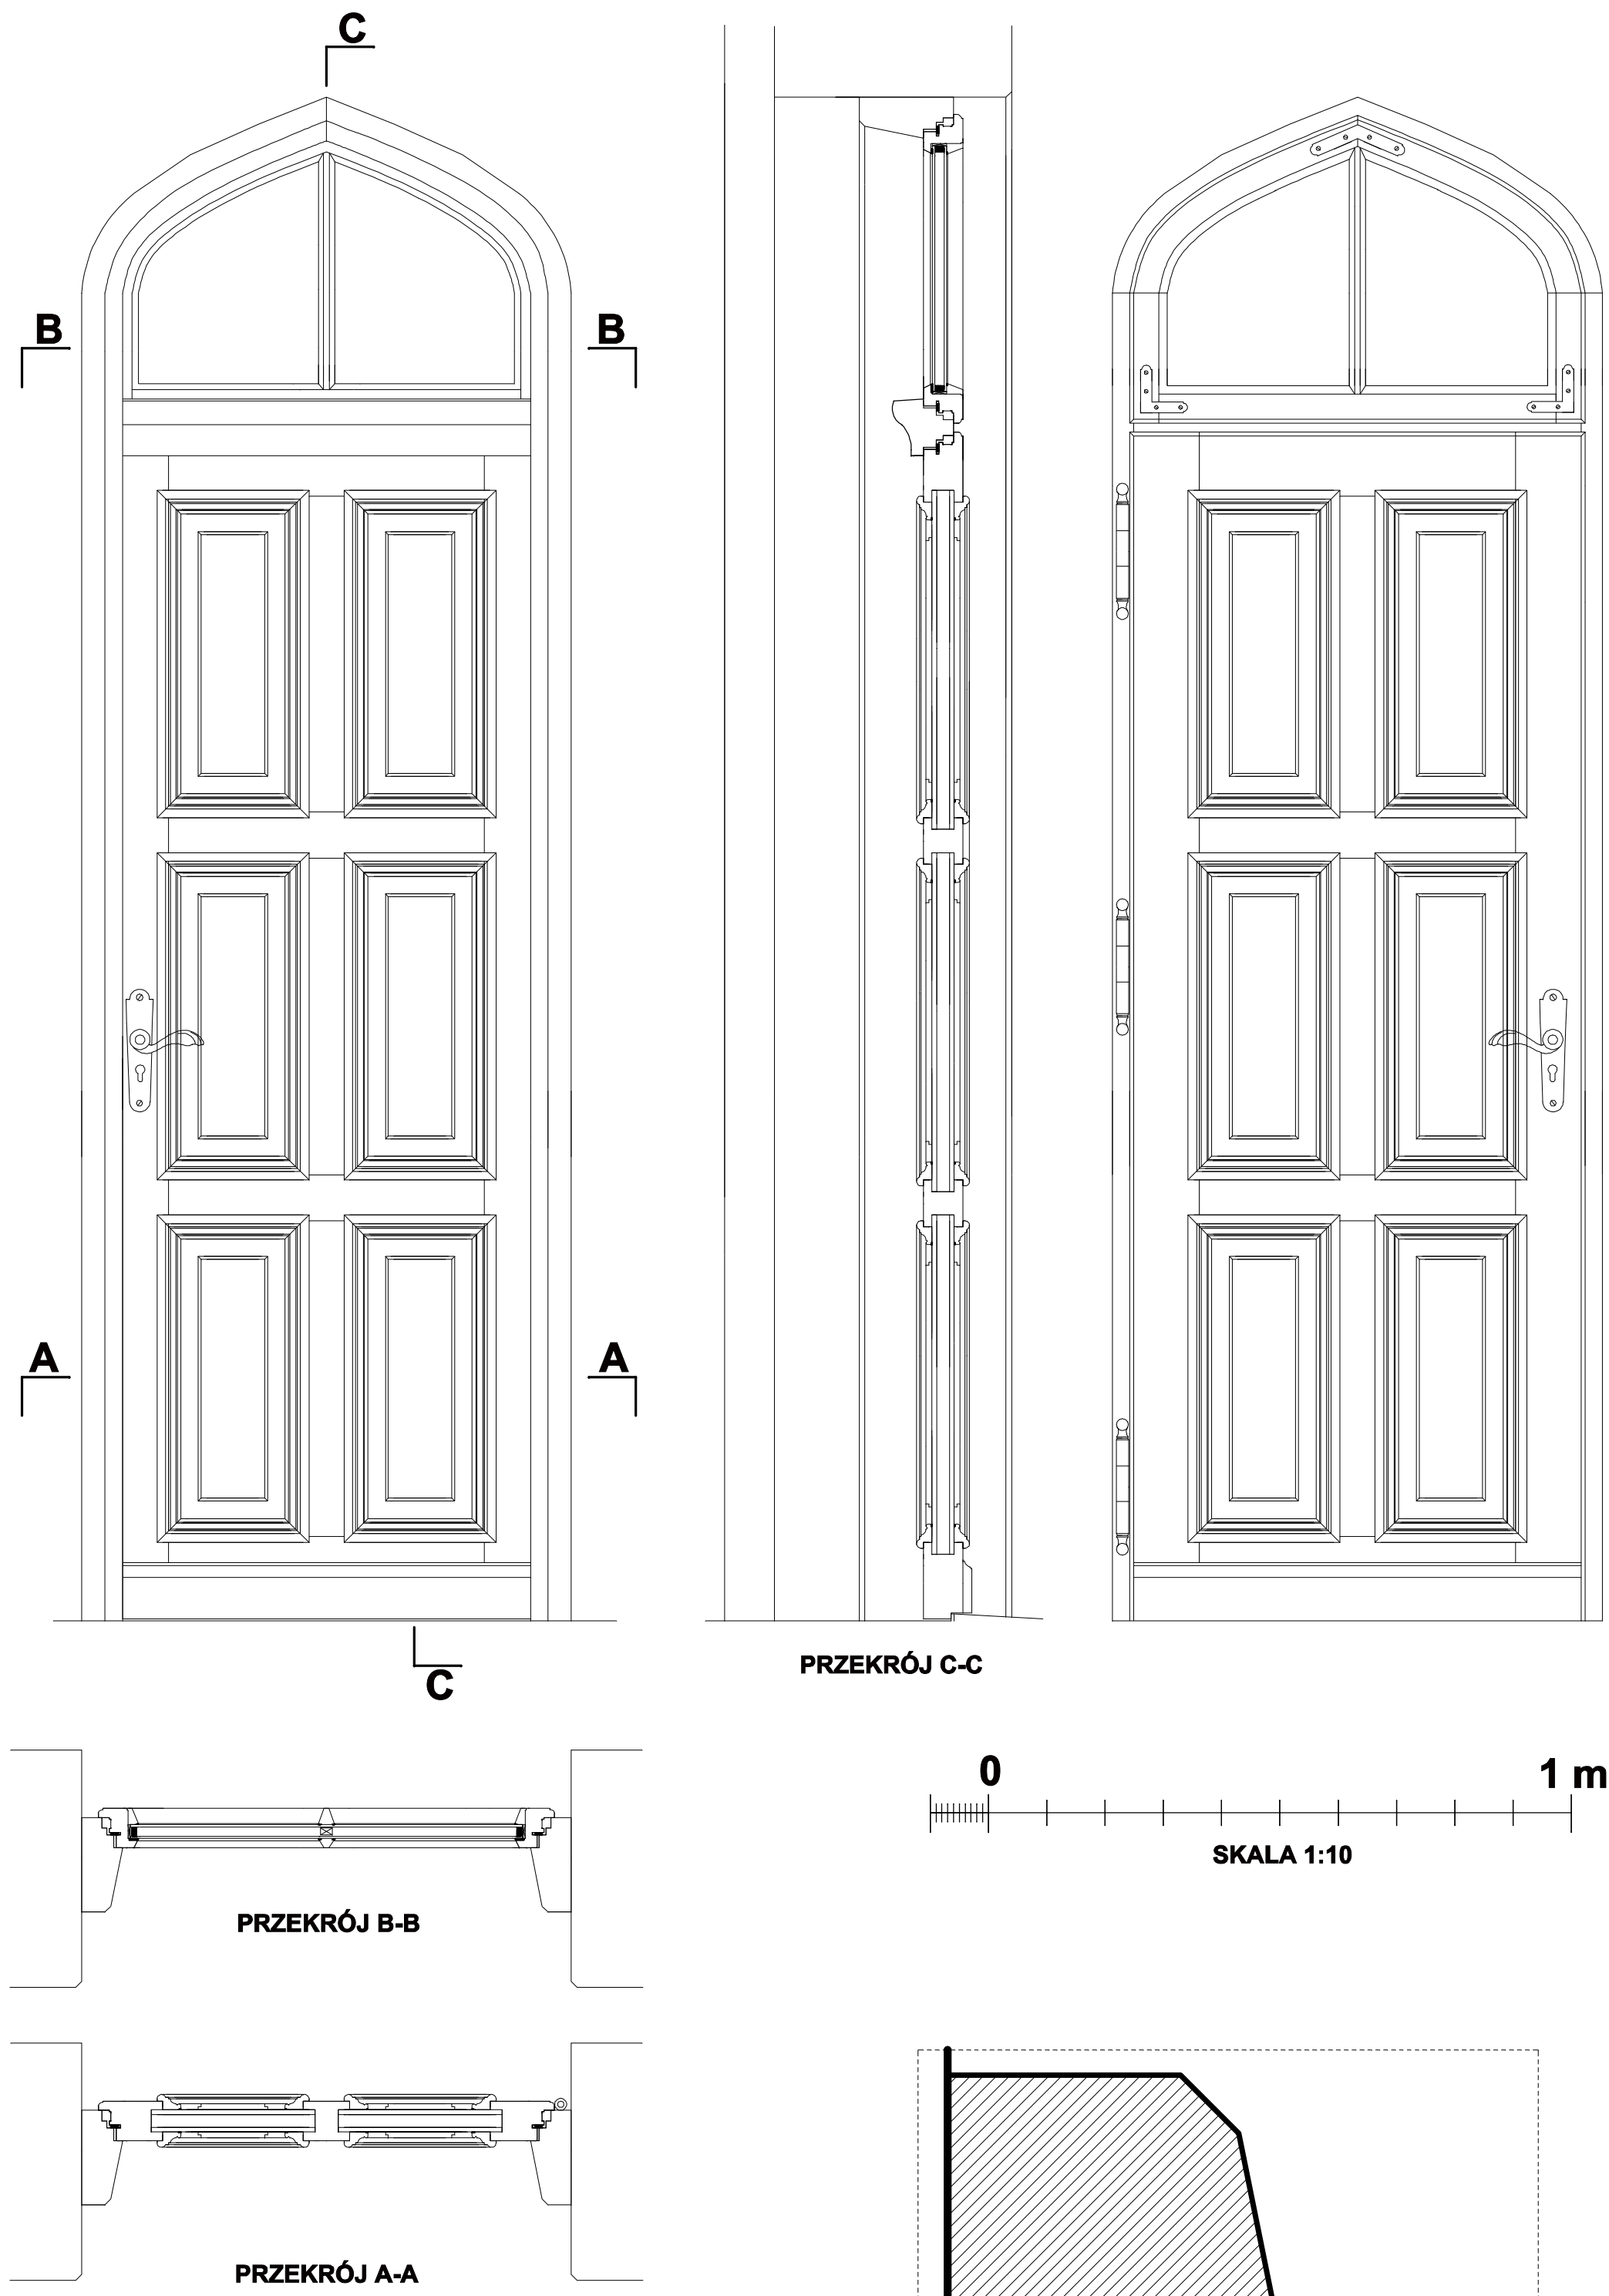 C
B B
A A
C
PRZEKRÓJ C-C
0 1 m
SKALA 1:10
PRZEKRÓJ B-B
PRZEKRÓJ A-A